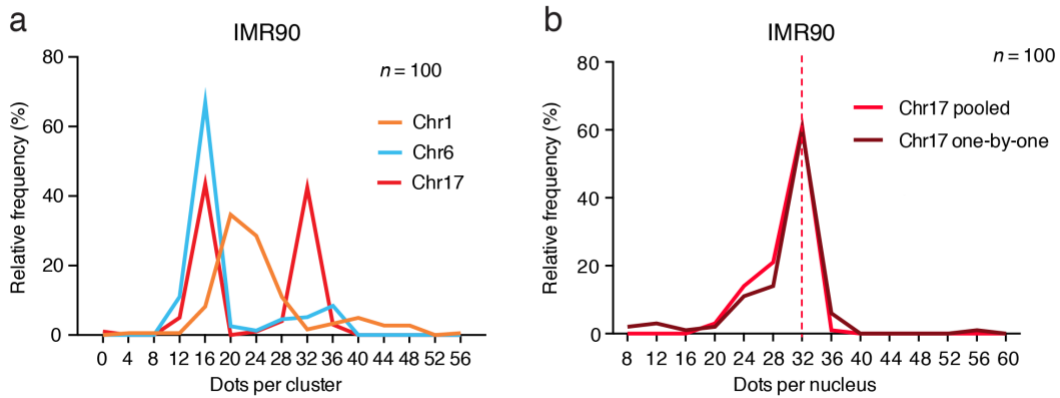 a
IMR90
n = 100
Chr1
Chr6
Chr17
Relative frequency (%)
80
60
40
20
0
0 4 8 12 16 20 24 28 32 36 40 44 48 52 56
Dots per cluster
b
IMR90
n = 100
Chr17 pooled
Chr17 one-by-one
Relative frequency (%)
80
60
40
20
0
8 12 16 20 24 28 32 36 40 44 48 52 56 60
Dots per nucleus